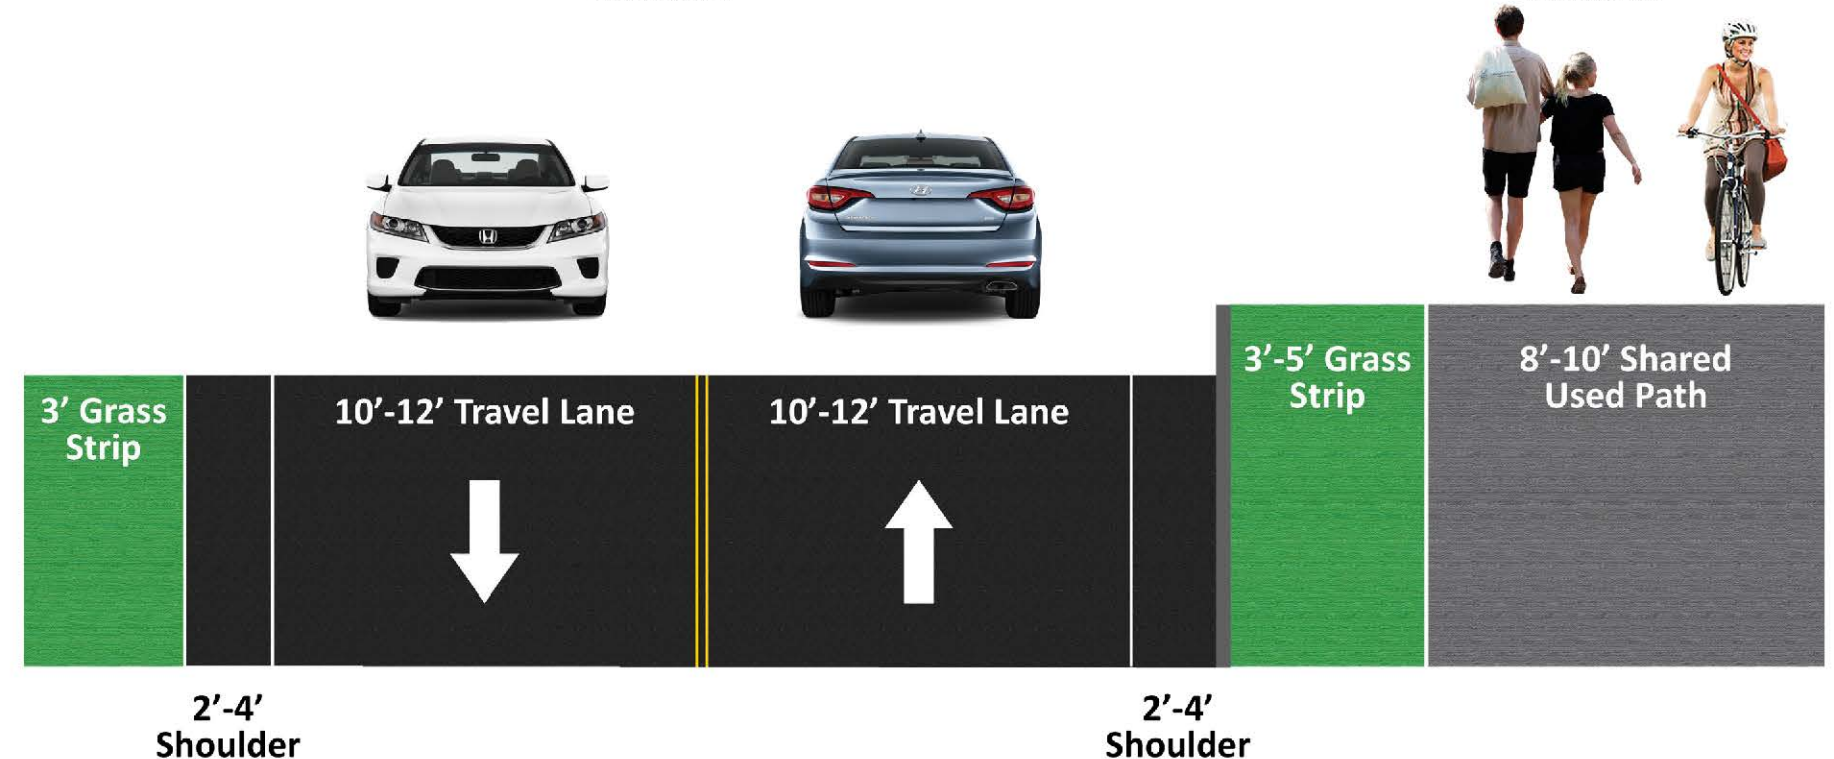 3’ Grass
Strip
10’-12’ Travel Lane
10’-12’ Travel Lane
3’-5’ Grass
Strip
8’-10’ Shared
Used Path
2’-4’
Shoulder
2’-4’
Shoulder